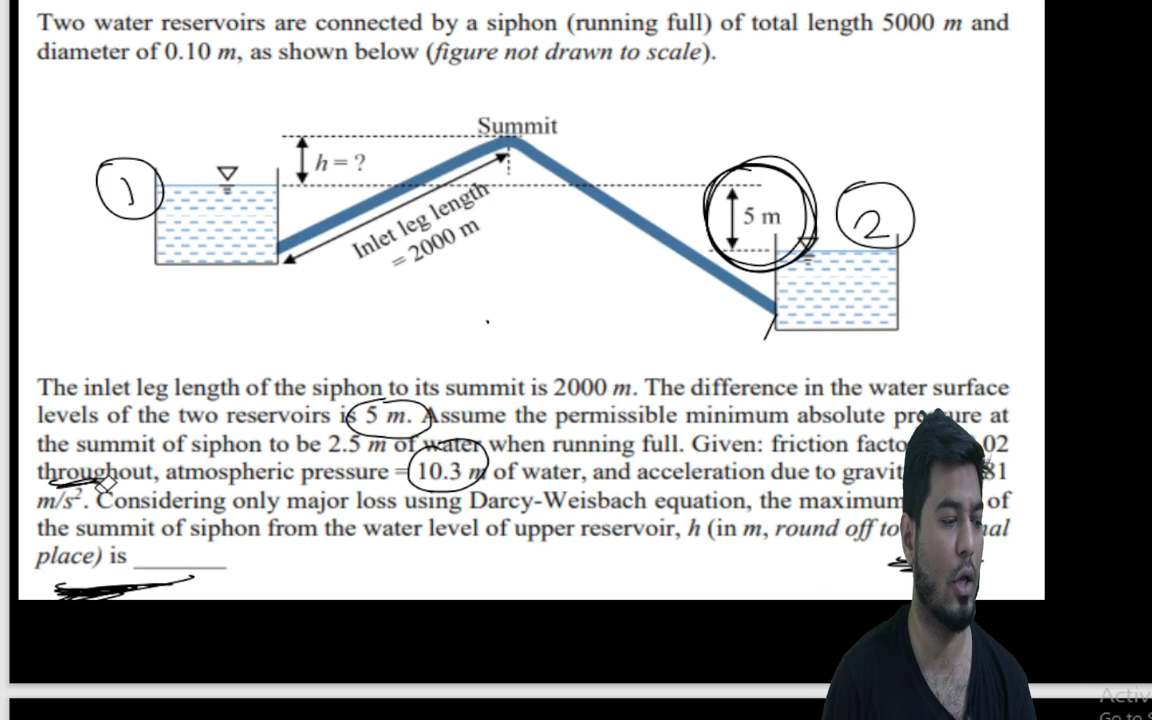 Two water reservoirs are connected by a siphon (running full) of total length 5000 m and
diameter of 0.10 m, as shown below (figure not drawn to scale).
Summit
h = ?
1
5 m
2
Inlet leg length
= 2000 m
The inlet leg length of the siphon to its summit is 2000 m. The difference in the water surface
levels of the two reservoirs is 5 m. Assume the permissible minimum absolute pressure at
the summit of siphon to be 2.5 m of water when running full. Given: friction 02
throughout, atmospheric pressure = 10.3 m of water, and acceleration due to 81
m/s². Considering only major loss using Darcy-Weisbach equation, the maximum of
the summit of siphon from the water level of upper reservoir, h (in m, round off to
place) is